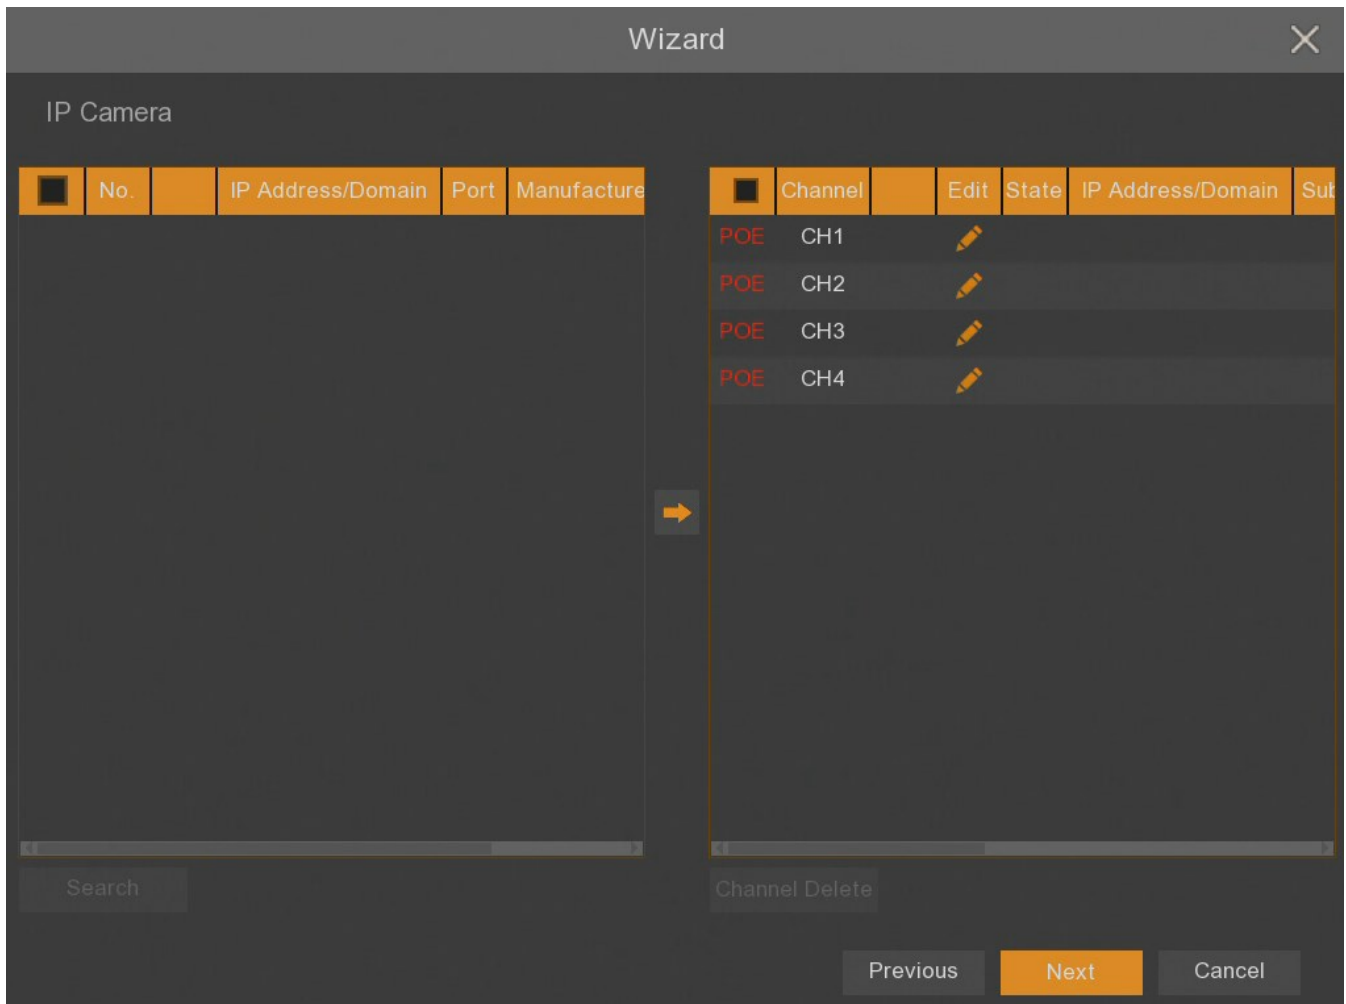 Wizard
IP Camera
No. IP Address/Domain Port Manufacture
Channel Edit State IP Address/Domain Sub
POE CH1
POE CH2
POE CH3
POE CH4
Search
Channel Delete
Previous Next Cancel